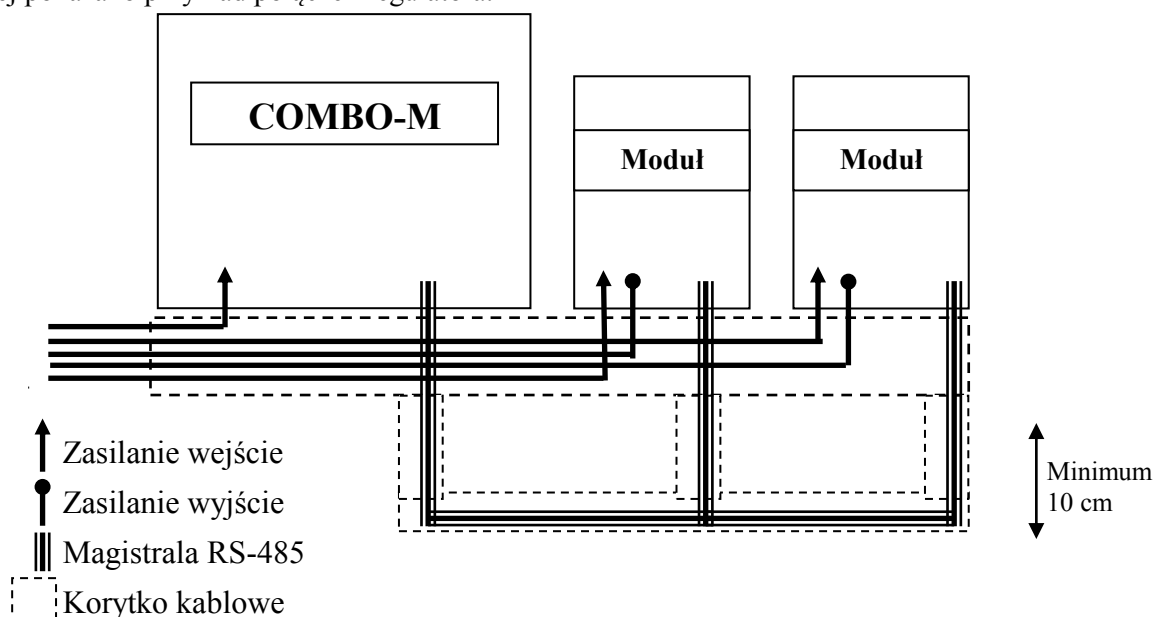 COMBO-M
Moduł
Moduł
Zasilanie wejście
Zasilanie wyjście
Magistrala RS-485
Korytko kablowe
Minimum
10 cm